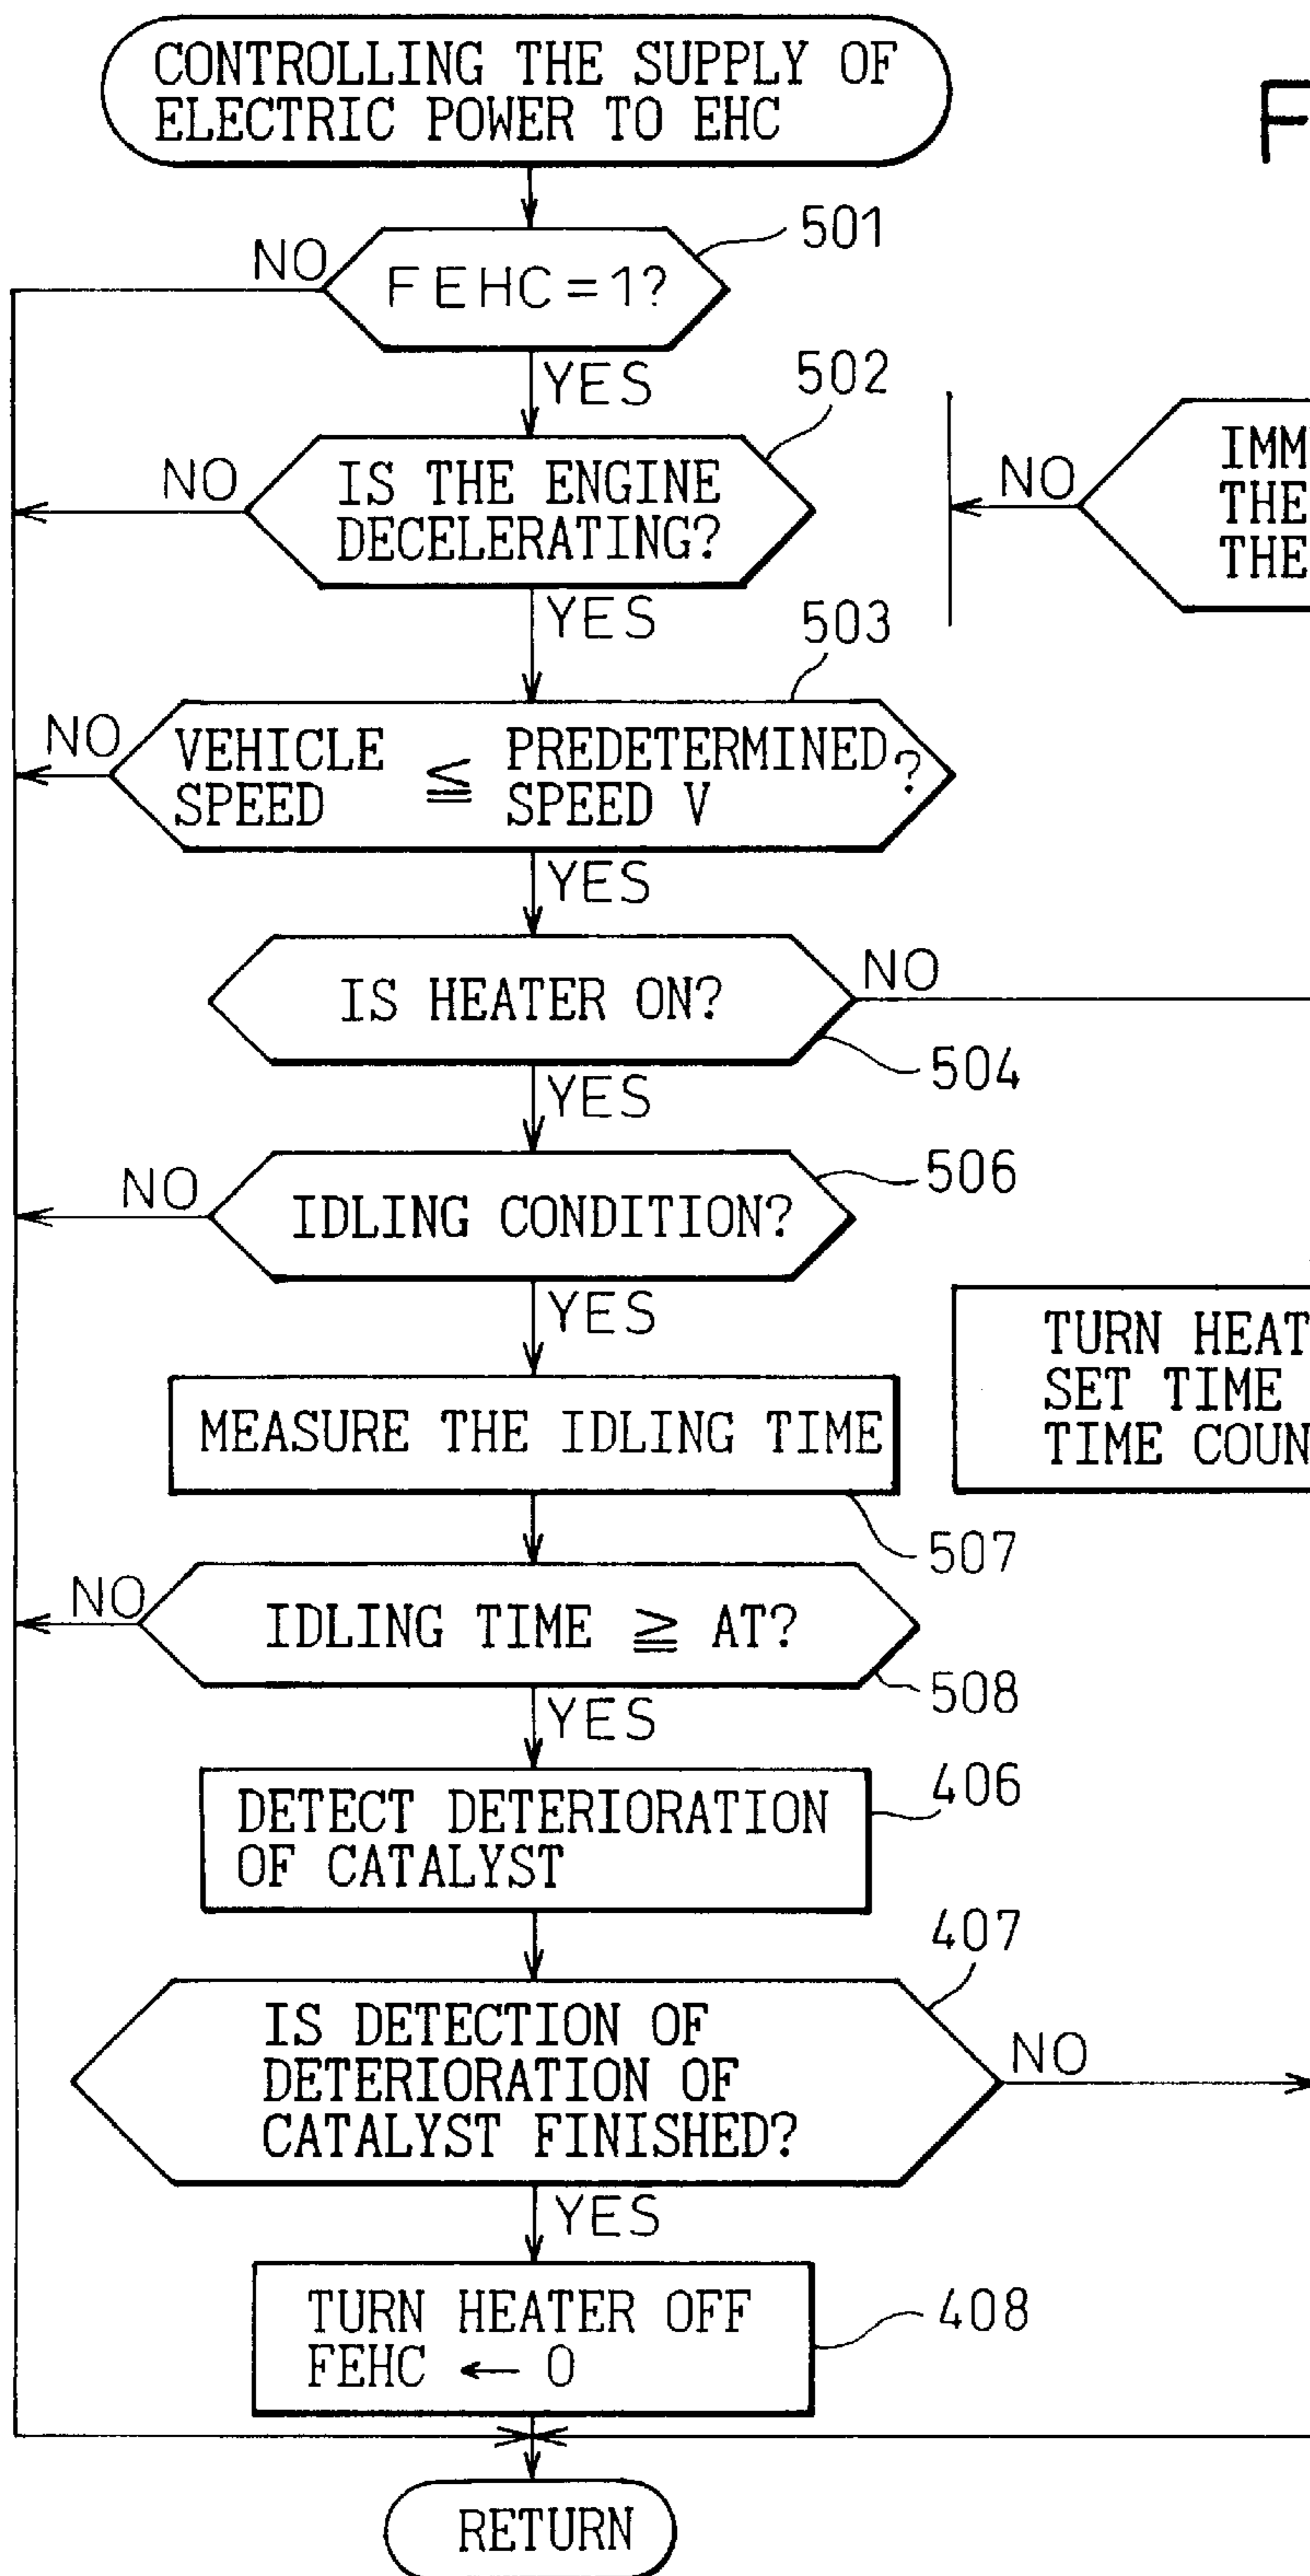 CONTROLLING THE SUPPLY OF
ELECTRIC POWER TO EHC
F
501
NO
FEHC=1?
YES
502
NO
IS THE ENGINE
DECELERATING?
YES
NO
IMM
THE
THE
503
NO
VEHICLE SPEED ≦ PREDETERMINED SPEED V ?
YES
IS HEATER ON?
NO
504
YES
506
NO
IDLING CONDITION?
YES
MEASURE THE IDLING TIME
507
TURN HEAT
SET TIME
TIME COUN
NO
IDLING TIME ≧ AT?
508
YES
406
DETECT DETERIORATION
OF CATALYST
407
IS DETECTION OF
DETERIORATION OF
CATALYST FINISHED?
NO
YES
TURN HEATER OFF
FEHC ← 0
408
RETURN